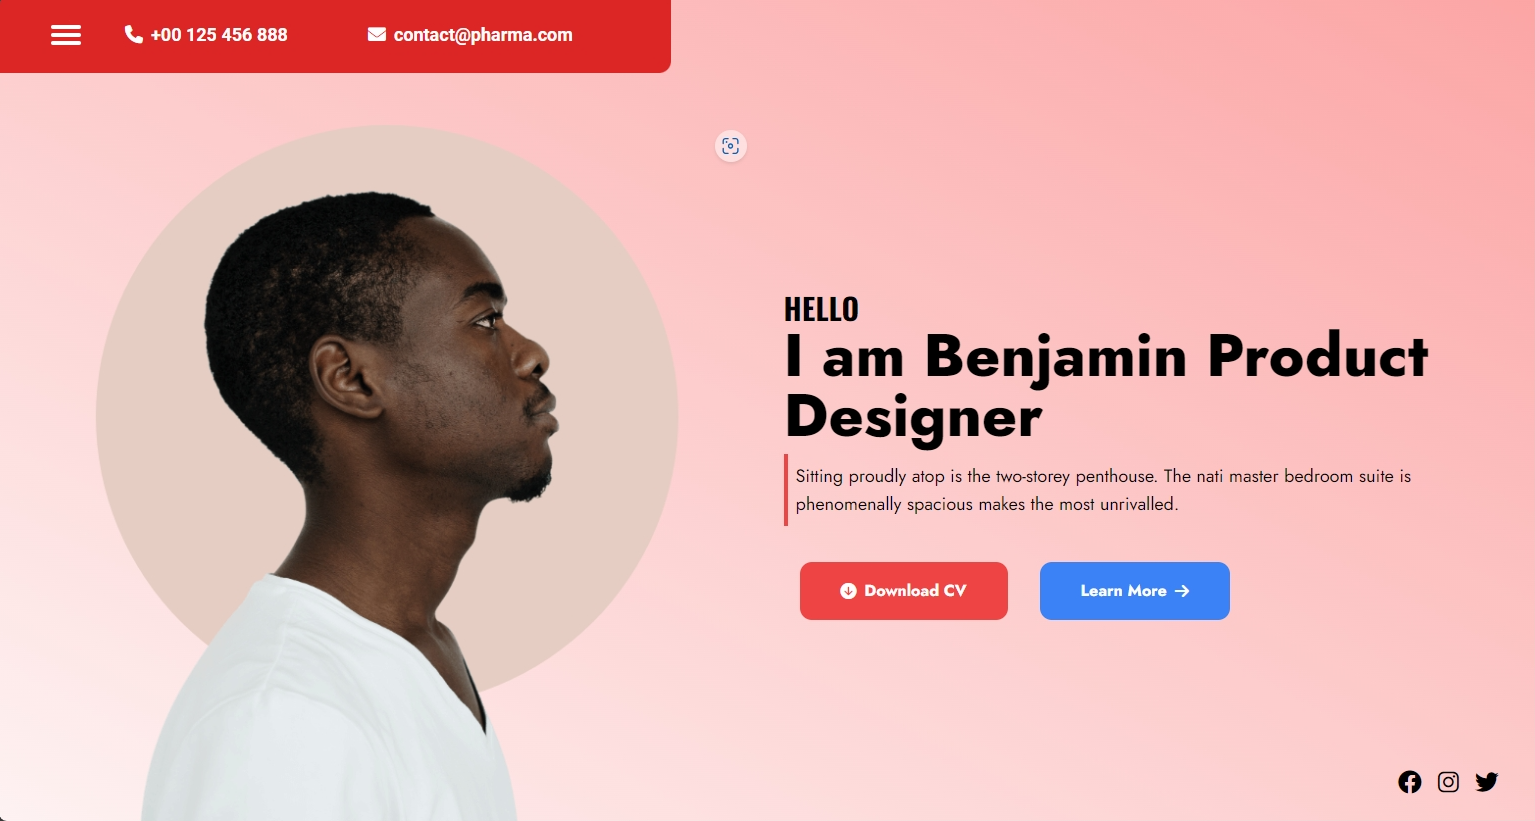 +00 125 456 888
contact@pharma.com
HELLO
I am Benjamin Product
Designer
Sitting proudly atop is the two-storey penthouse. The nati master bedroom suite is
phenomenally spacious makes the most unrivalled.
Download CV
Learn More